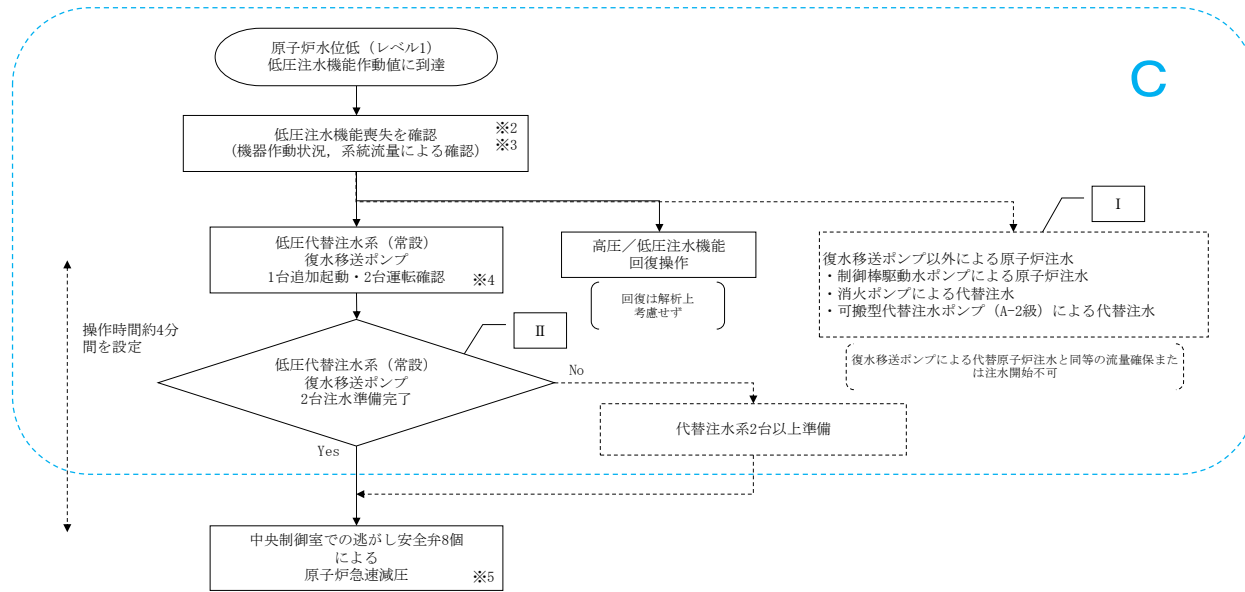 原子炉水位低（レベル1）
低圧注水機能作動値に到達
C
低圧注水機能喪失を確認
（機器作動状況，系統流量による確認）
※2
※3
I
低圧代替注水系（常設）
復水移送ポンプ
1台追加起動・2台運転確認
※4
高圧／低圧注水機能
回復操作
回復は解析上
考慮せず
復水移送ポンプ以外による原子炉注水
・制御棒駆動水ポンプによる原子炉注水
・消火ポンプによる代替注水
・可搬型代替注水ポンプ（A-2級）による代替注水
復水移送ポンプによる代替原子炉注水と同等の流量確保また
は注水開始不可
操作時間約4分
間を設定
II
低圧代替注水系（常設）
復水移送ポンプ
2台注水準備完了
No
代替注水系2台以上準備
Yes
中央制御室での逃がし安全弁8個
による
原子炉急速減圧
※5